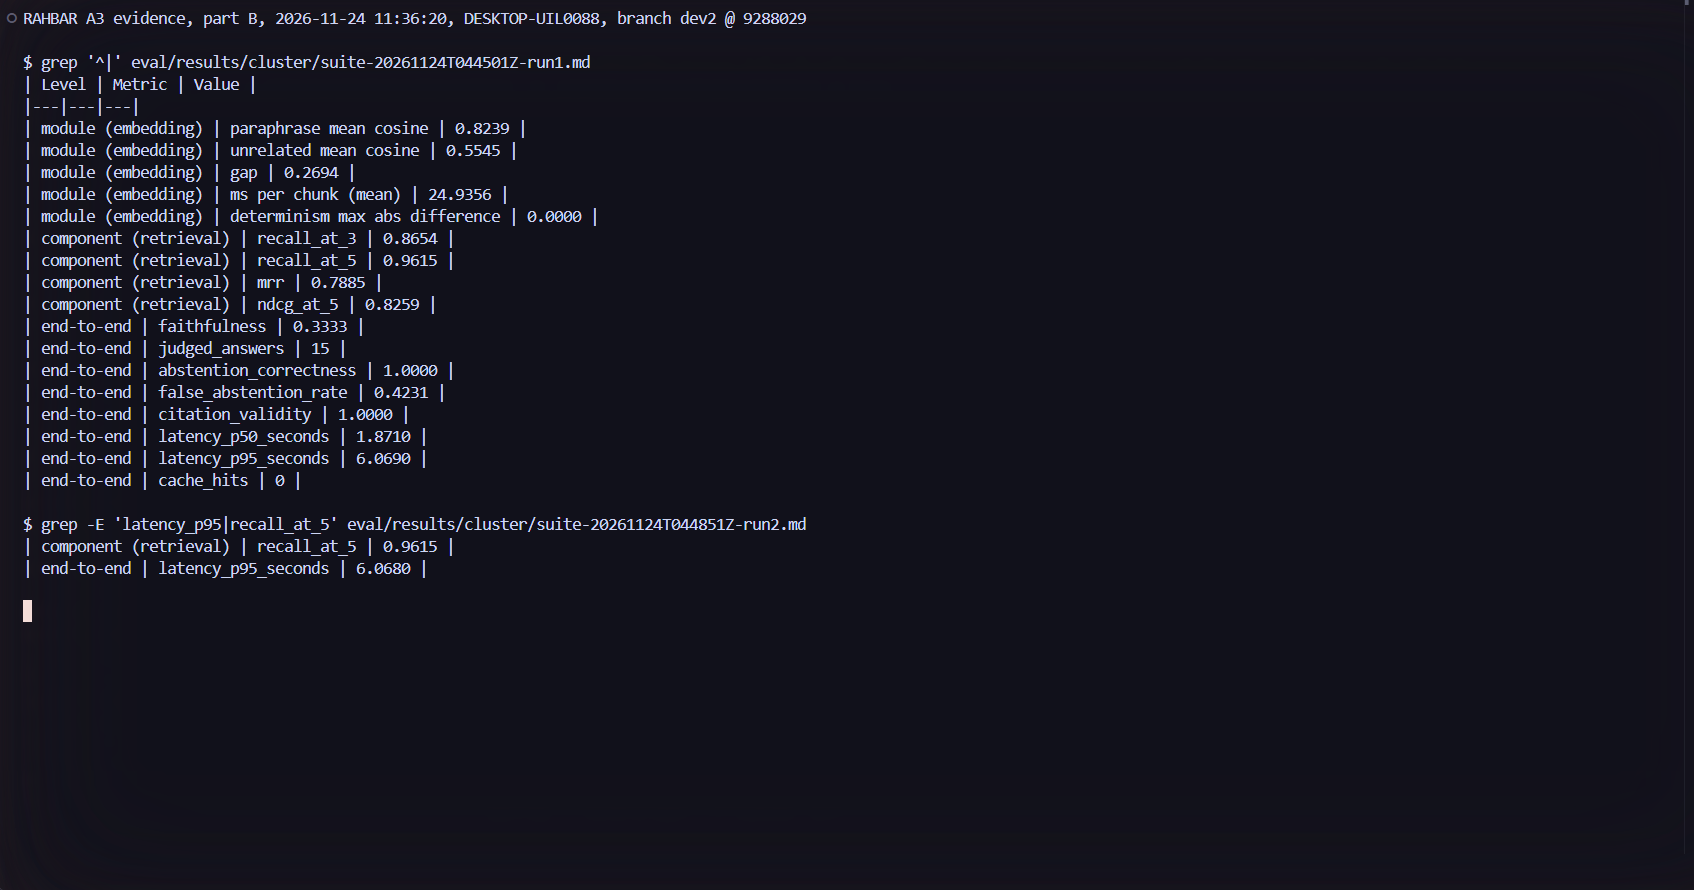 RAHBAR A3 evidence, part B, 2026-11-24 11:36:20, DESKTOP-UIL0088, branch dev2 @ 9288029
$ grep '^|' eval/results/cluster/suite-20261124T044501Z-run1.md
| Level | Metric | Value |
|---|---|---|
| module (embedding) | paraphrase mean cosine | 0.8239 |
| module (embedding) | unrelated mean cosine | 0.5545 |
| module (embedding) | gap | 0.2694 |
| module (embedding) | ms per chunk (mean) | 24.9356 |
| module (embedding) | determinism max abs difference | 0.0000 |
| component (retrieval) | recall_at_3 | 0.8654 |
| component (retrieval) | recall_at_5 | 0.9615 |
| component (retrieval) | mrr | 0.7885 |
| component (retrieval) | ndcg_at_5 | 0.8259 |
| end-to-end | faithfulness | 0.3333 |
| end-to-end | judged_answers | 15 |
| end-to-end | abstention_correctness | 1.0000 |
| end-to-end | false_abstention_rate | 0.4231 |
| end-to-end | citation_validity | 1.0000 |
| end-to-end | latency_p50_seconds | 1.8710 |
| end-to-end | latency_p95_seconds | 6.0690 |
| end-to-end | cache_hits | 0 |
$ grep -E 'latency_p95|recall_at_5' eval/results/cluster/suite-20261124T044851Z-run2.md
| component (retrieval) | recall_at_5 | 0.9615 |
| end-to-end | latency_p95_seconds | 6.0680 |